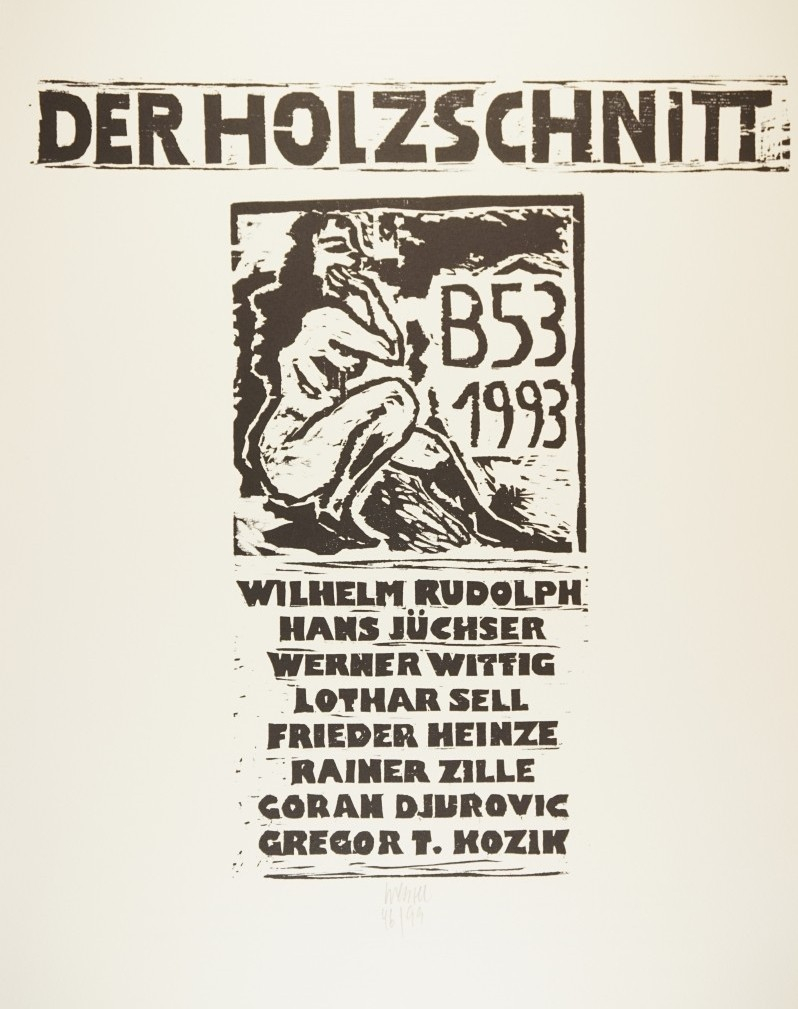 DER HOLZSCHNITT
B53
1993
WILHELM RUDOLPH
HANS JÜCHSER
WERNER WITTIG
LOTHAR SELL
FRIEDER HEINZE
RAINER ZILLE
GORAN DJUROVIC
GREGOR T. KOZIK